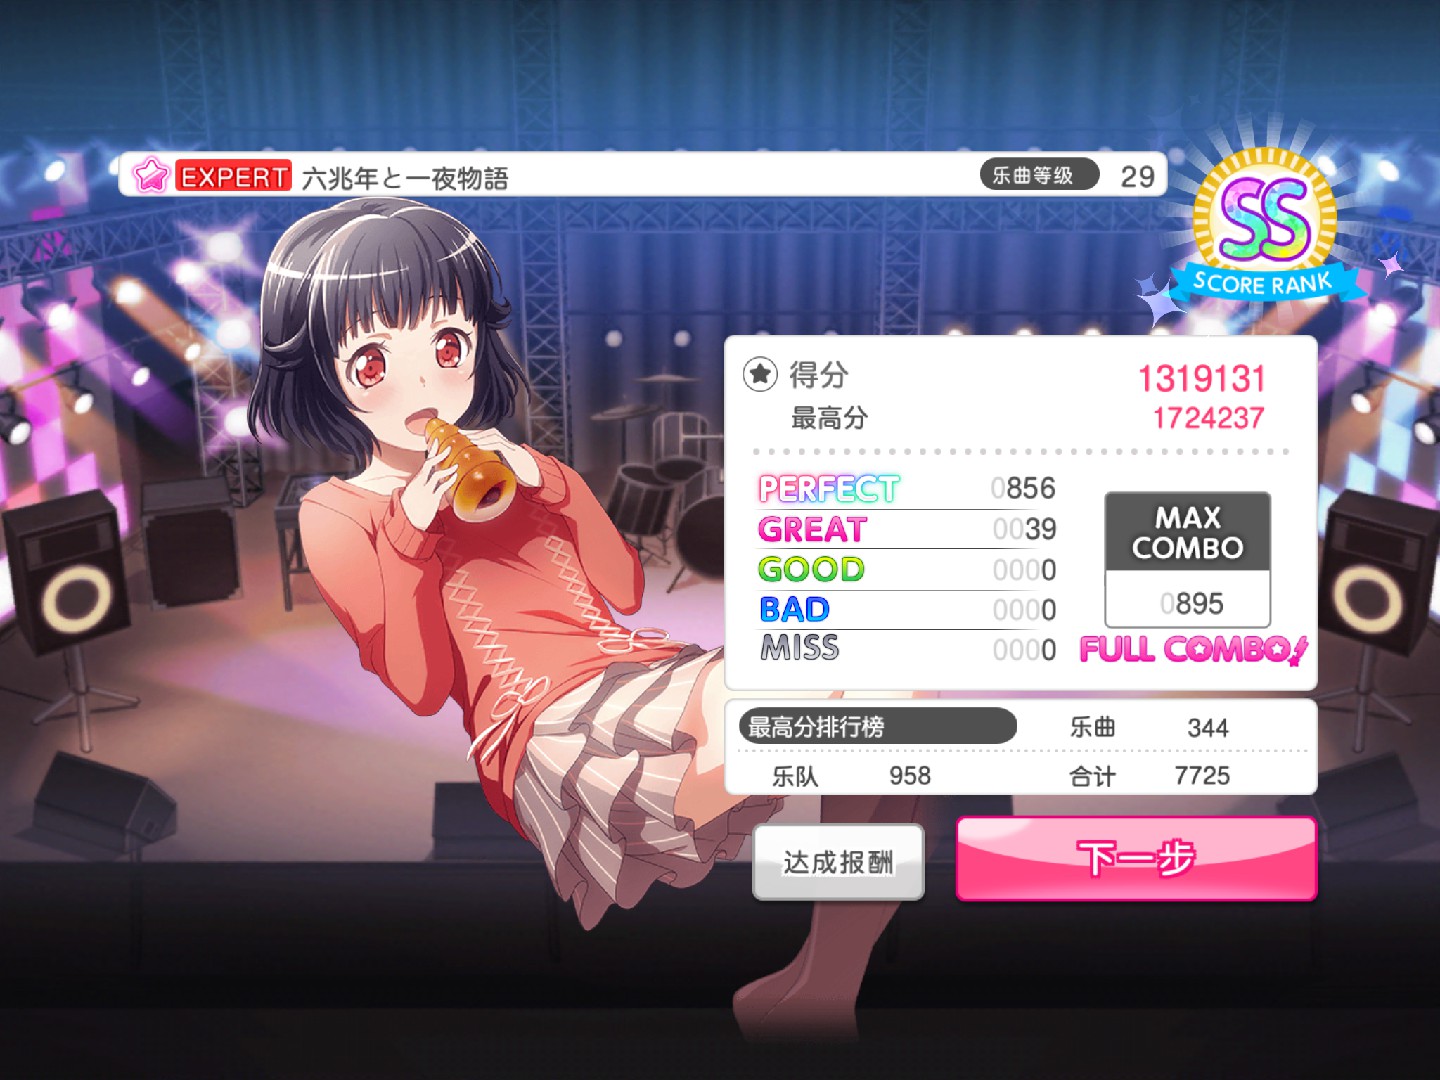 EXPERT 六兆年と一夜物語 乐曲等级 29
SS
SCORE RANK
得分 1319131
最高分 1724237
PERFECT 0856
GREAT 0039
GOOD 0000
BAD 0000
MISS 0000
MAX
COMBO
0895
FULL COMBO!
最高分排行榜 乐曲 344
乐队 958 合计 7725
达成报酬
下一步